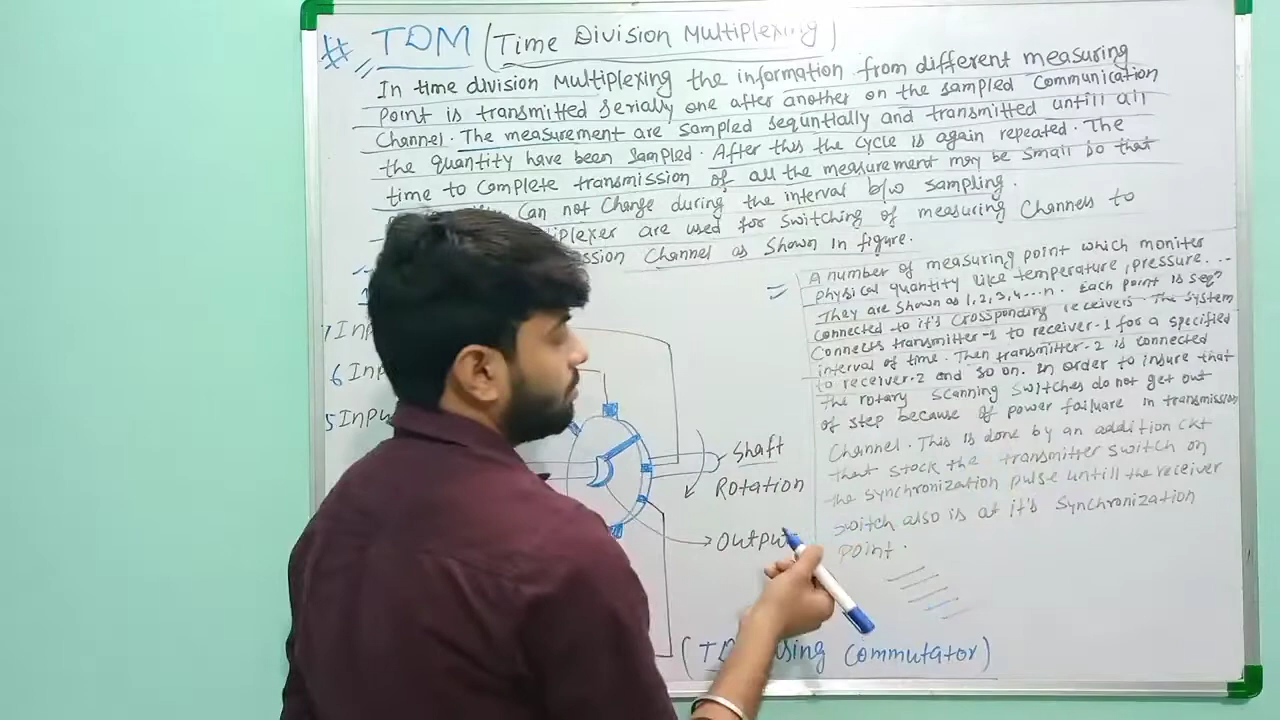 # TDM (Time Division Multiplexing)
In time division Multiplexing the information from different measuring
Point is transmitted serially one after another on the sampled Communication
Channel. The measurement are sampled sequntially and transmitted untill all
the quantity have been sampled. After this the cycle is again repeated. The
time to Complete transmission of all the measurement may be small so that
Can not Change during the interval b/w sampling.
are used for switching of measuring Channels to
Channel as shown in figure.
= A number of measuring point which moniter
physical quantity like temperature, pressure...
They are shown as 1, 2, 3, 4....n. Each point is seqn
Connected to it's Crossponding receivers. The system
Connects transmitter-1 to receiver-1 for a specified
interval of time. Then transmitter-2 is connected
to receiver-2 and so on. In order to insure that
The rotary scanning switches do not get out
of step because of power failuare in transmission
Channel. This is done by an addition ckt
that stock the transmitter switch on
the synchronization pulse untill the receiver
switch also is at it's Synchronization
point.
7 Inp
6 Inp
5 Inpu
Shaft
Rotation
Output
(TD using Commutator)